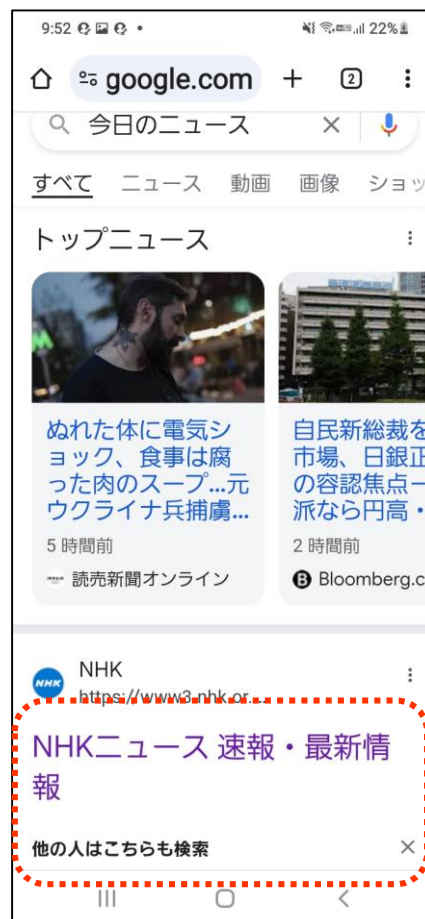 9:52
22%
google.com
2
今日のニュース
すべて ニュース 動画 画像 ショッ
トップニュース
ぬれた体に電気シ
ョック、食事は腐
った肉のスープ...元
ウクライナ兵捕虜...
5 時間前
読売新聞オンライン
自民新総裁を
市場、日銀正
の容認焦点ー
派なら円高・
2 時間前
B Bloomberg.c
NHK
NHK
https://www3.nhk.or....
NHKニュース 速報・最新情
報
他の人はこちらも検索